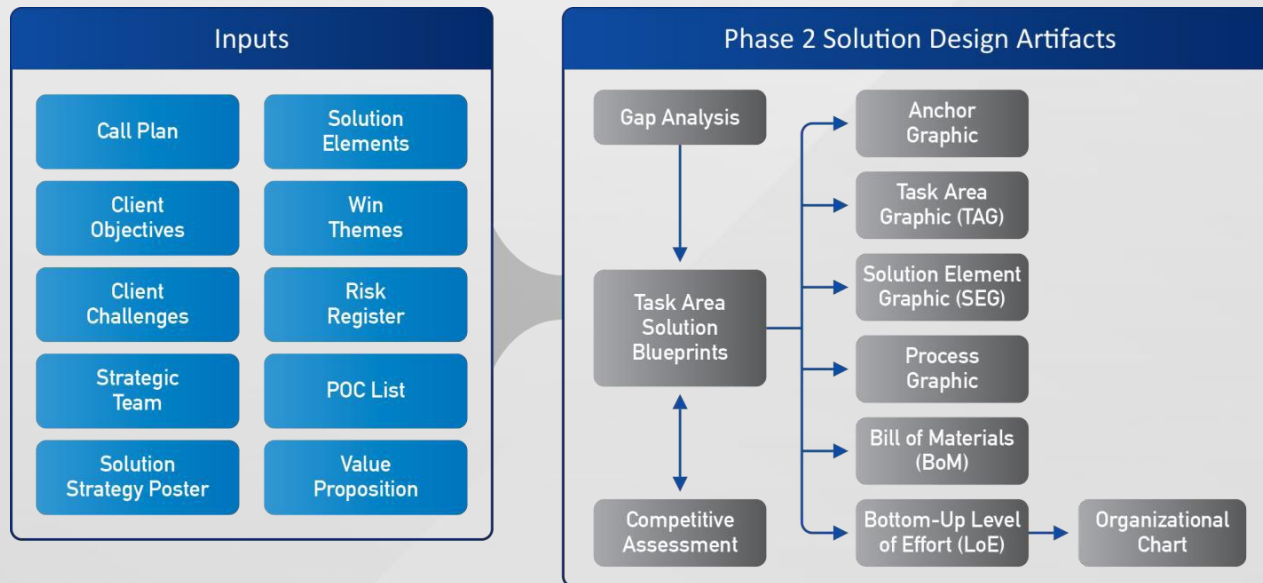 Inputs
Call Plan
Solution
Elements
Client
Objectives
Win
Themes
Client
Challenges
Risk
Register
Strategic
Team
POC List
Solution
Strategy Poster
Value
Proposition
Phase 2 Solution Design Artifacts
Gap Analysis
Task Area
Solution
Blueprints
Competitive
Assessment
Anchor
Graphic
Task Area
Graphic (TAG)
Solution Element
Graphic (SEG)
Process
Graphic
Bill of Materials
(BoM)
Bottom-Up Level
of Effort (LoE)
Organizational
Chart